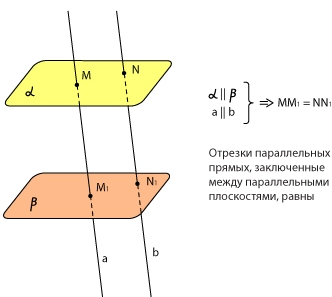 M
N
α
α ∥ β
a ∥ b
⇒ MM₁ = NN₁
Отрезки параллельных
прямых, заключенные
между параллельными
плоскостями, равны
M₁
N₁
β
a
b